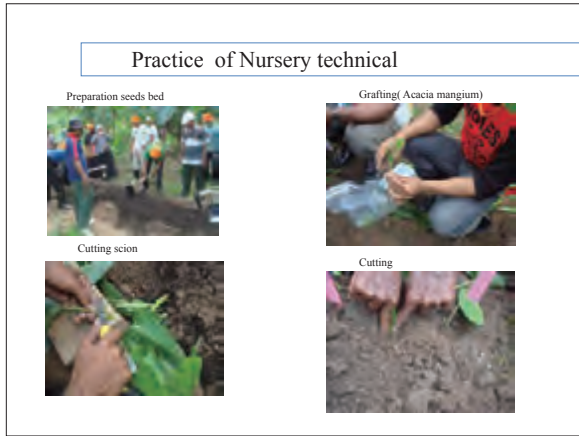 Practice of Nursery technical
Preparation seeds bed
Grafting( Acacia mangium)
Cutting scion
Cutting